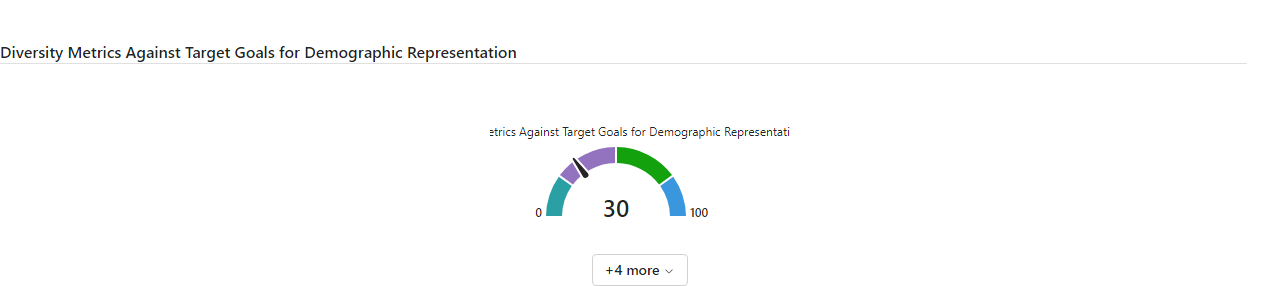 Diversity Metrics Against Target Goals for Demographic Representation
etrics Against Target Goals for Demographic Representati
30
0
100
+4 more